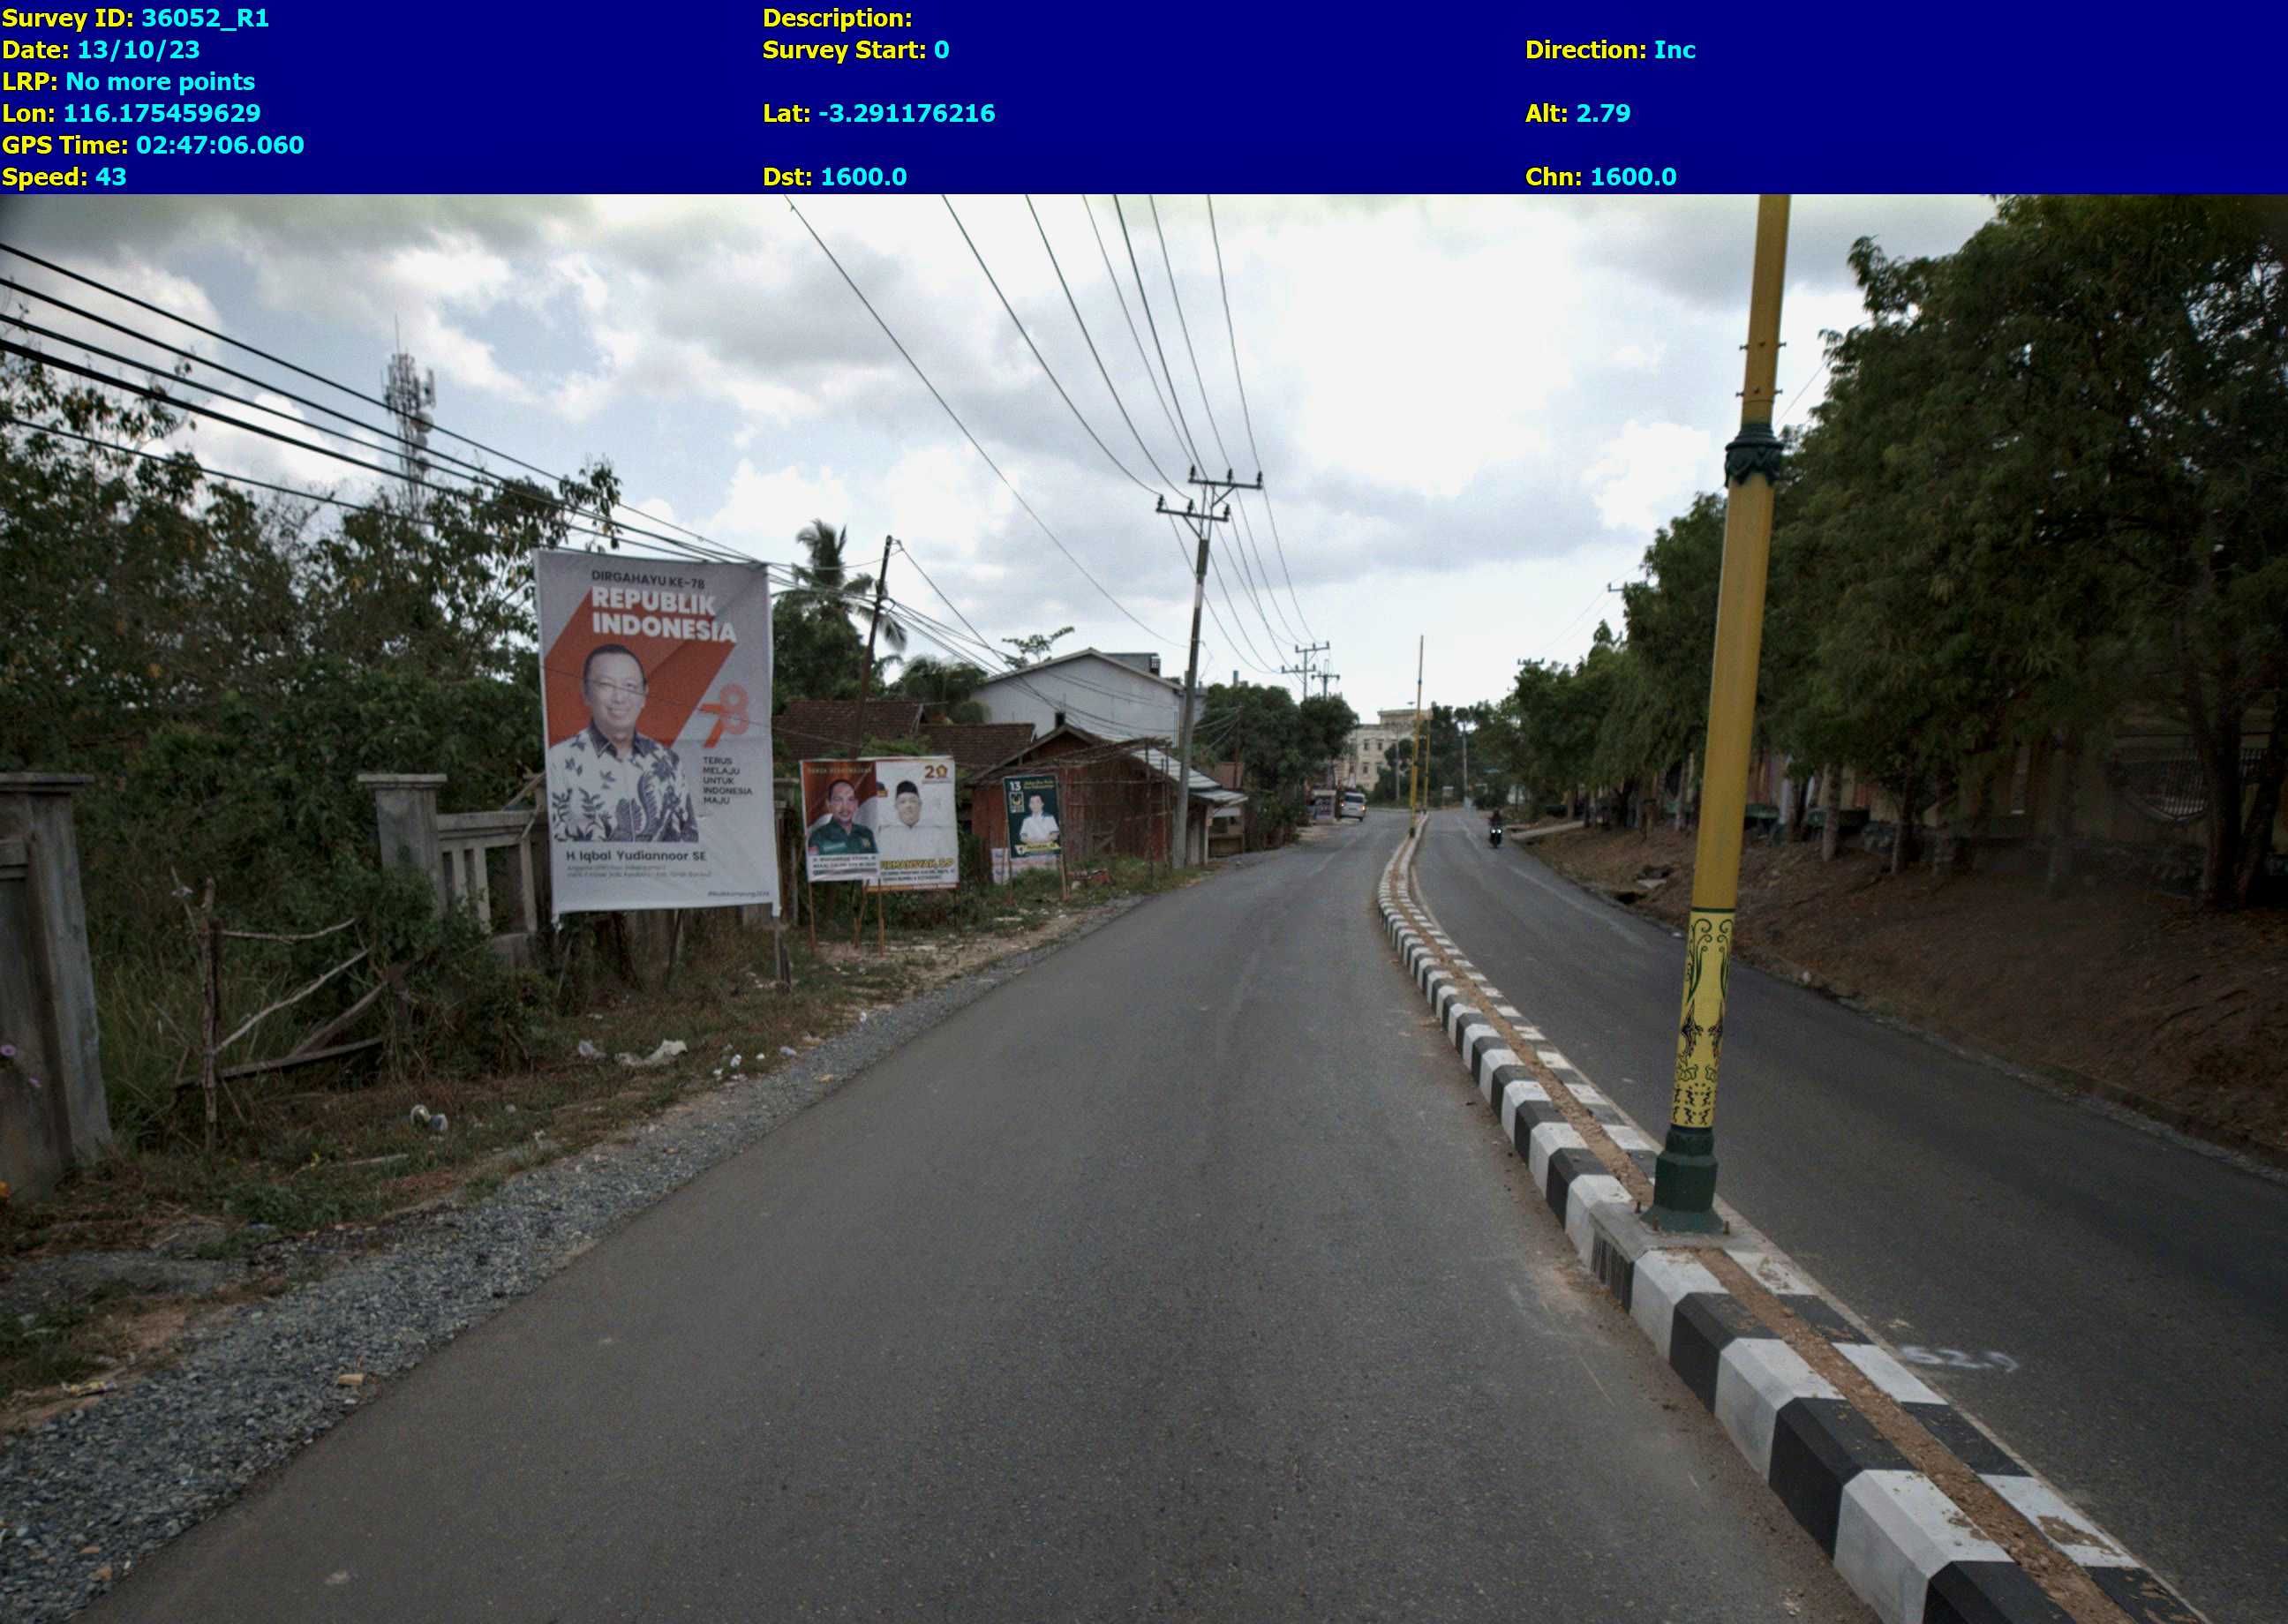 Survey ID: 36052_R1
Description:
Date: 13/10/23
Survey Start: 0
Direction: Inc
LRP: No more points
Lon: 116.175459629
Lat: -3.291176216
Alt: 2.79
GPS Time: 02:47:06.060
Speed: 43
Dst: 1600.0
Chn: 1600.0
DIRGAHAYU KE-78
REPUBLIK
INDONESIA
78
TERUS
MELAJU
UNTUK
INDONESIA
MAJU
H. Iqbal Yudiannoor SE
13